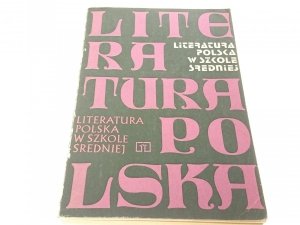 LITE
RA
TURA
PO
LSKA
LITERATURA
POLSKA
W SZKOLE
ŚREDNIEJ
LITERATURA
POLSKA
W SZKOLE
ŚREDNIEJ